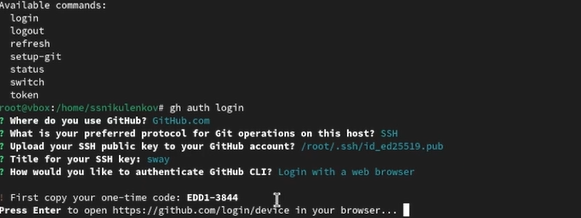 Available commands:
login
logout
refresh
setup-git
status
switch
token
root@vbox:/home/ssnikulenkov# gh auth login
? Where do you use GitHub? GitHub.com
? What is your preferred protocol for Git operations on this host? SSH
? Upload your SSH public key to your GitHub account? /root/.ssh/id_ed25519.pub
? Title for your SSH key: sway
? How would you like to authenticate GitHub CLI? Login with a web browser
! First copy your one-time code: EDD1-3844
Press Enter to open https://github.com/login/device in your browser...